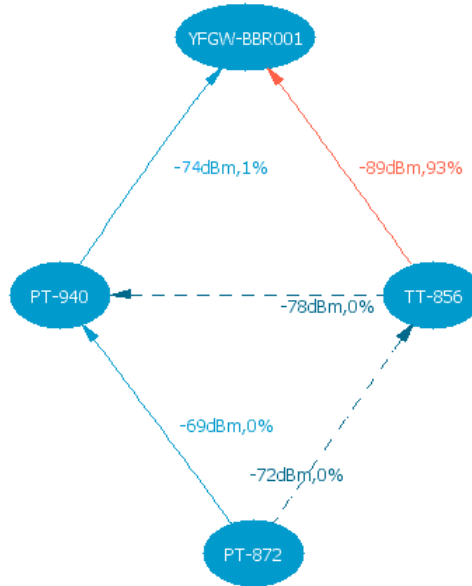 YFGW-BBR001
-74dBm,1%
-89dBm,93%
PT-940
TT-856
-78dBm,0%
-69dBm,0%
-72dBm,0%
PT-872